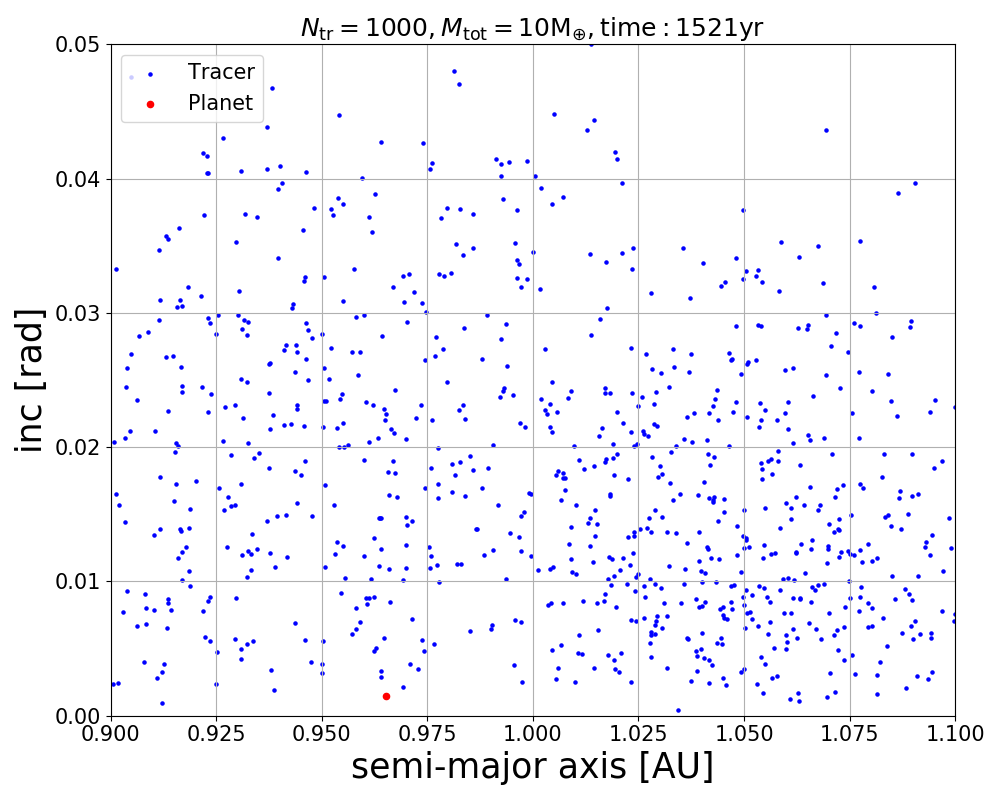 N_tr = 1000, M_tot = 10M_⊕, time : 1521yr
Tracer
Planet
inc [rad]
0.05
0.04
0.03
0.02
0.01
0.00
0.900 0.925 0.950 0.975 1.000 1.025 1.050 1.075 1.100
semi-major axis [AU]